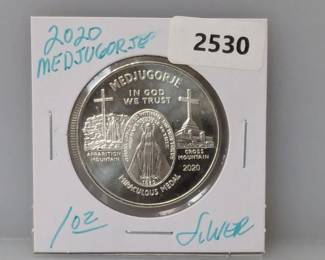 2020
MEDJUGORJE
2530
MEDJUGORJE
IN GOD
WE TRUST
APPARITION
MOUNTAIN
CROSS
MOUNTAIN
2020
MIRACULOUS MEDAL
1oz
SILVER